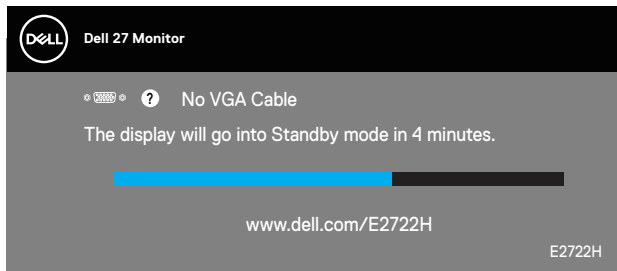 DELL
Dell 27 Monitor
? No VGA Cable
The display will go into Standby mode in 4 minutes.
www.dell.com/E2722H
E2722H